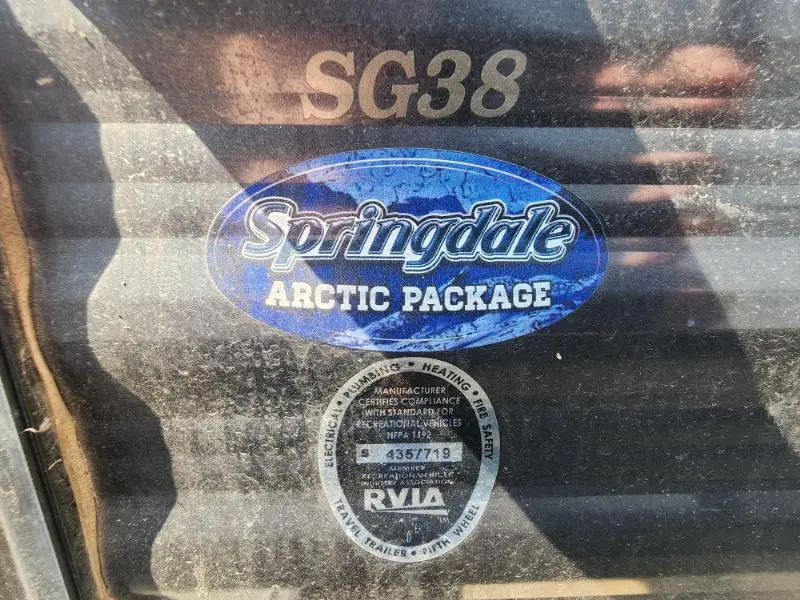 SG38
Springdale
ARCTIC PACKAGE
ELECTRICAL • PLUMBING • HEATING • FIRE SAFETY
MANUFACTURER
CERTIFIES COMPLIANCE
WITH STANDARD FOR
RECREATIONAL VEHICLES
NFPA 1192
S 4357719
MEMBER
RECREATION VEHICLE
INDUSTRY ASSOCIATION
RVIA
TM
TRAVEL TRAILER • FIFTH WHEEL